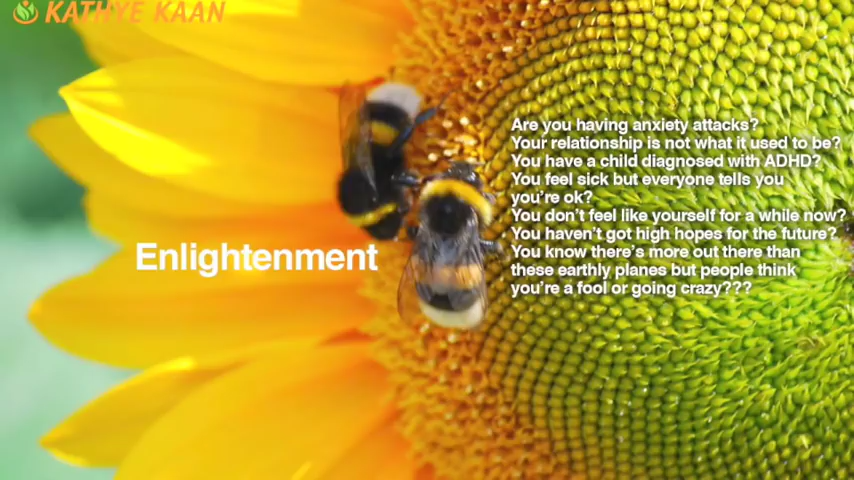 KATHYE KAAN
Are you having anxiety attacks?
Your relationship is not what it used to be?
You have a child diagnosed with ADHD?
You feel sick but everyone tells you
you're ok?
You don't feel like yourself for a while now?
You haven't got high hopes for the future?
You know there's more out there than
these earthly planes but people think
you're a fool or going crazy???
Enlightenment